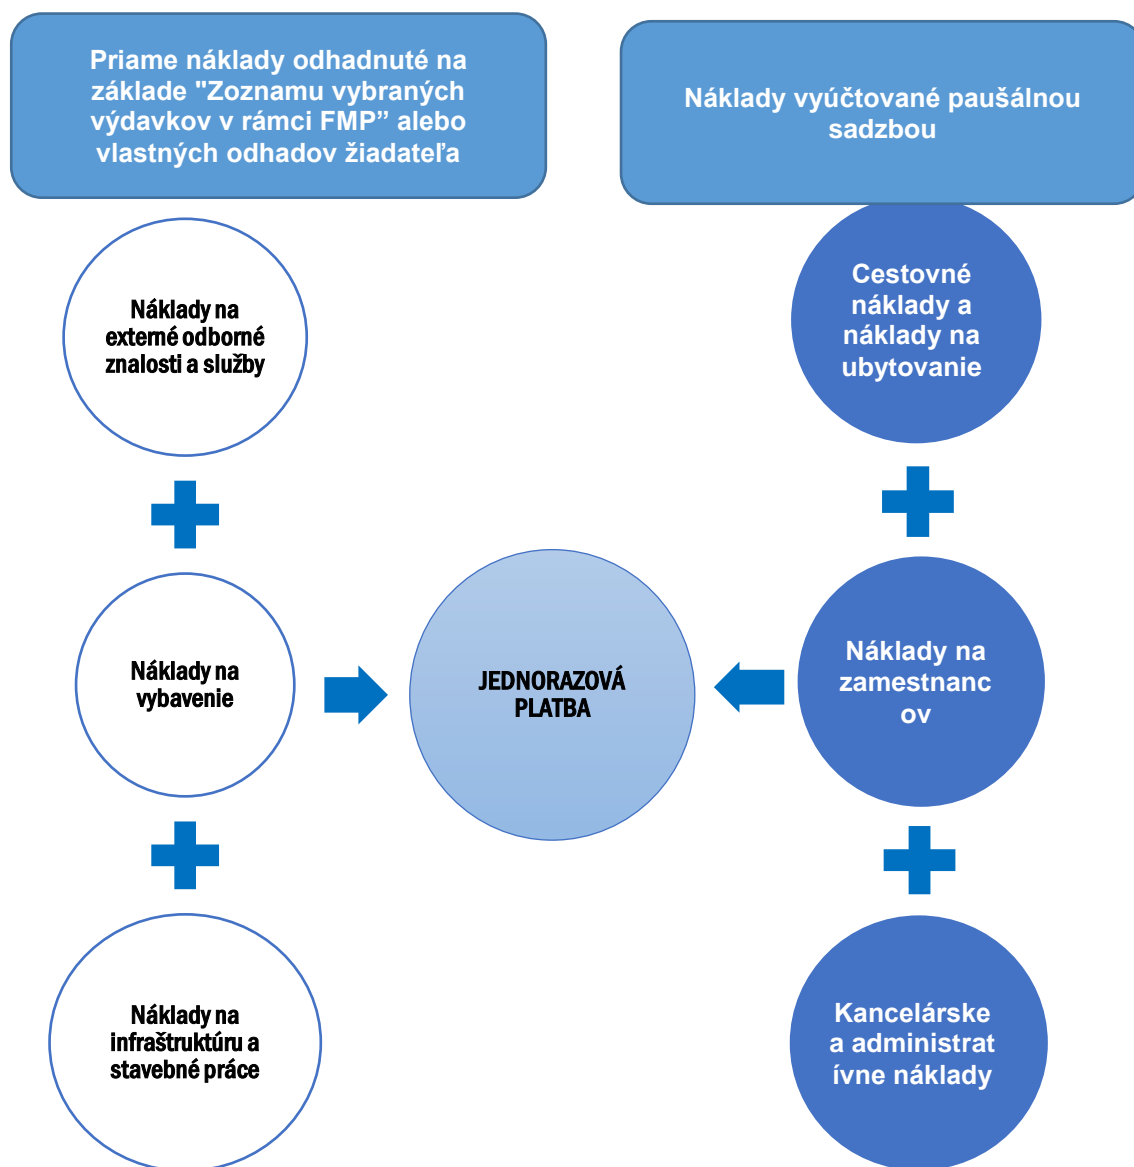 Priame náklady odhadnuté na
základe "Zoznamu vybraných
výdavkov v rámci FMP” alebo
vlastných odhadov žiadateľa
Náklady vyúčtované paušálnou
sadzbou
Náklady na
externé odborné
znalosti a služby
Cestovné
náklady a
náklady na
ubytovanie
Náklady na
vybavenie
JEDNORAZOVÁ
PLATBA
Náklady na
zamestnanc
ov
Náklady na
infraštruktúru a
stavebné práce
Kancelárske
a administrat
ívne náklady